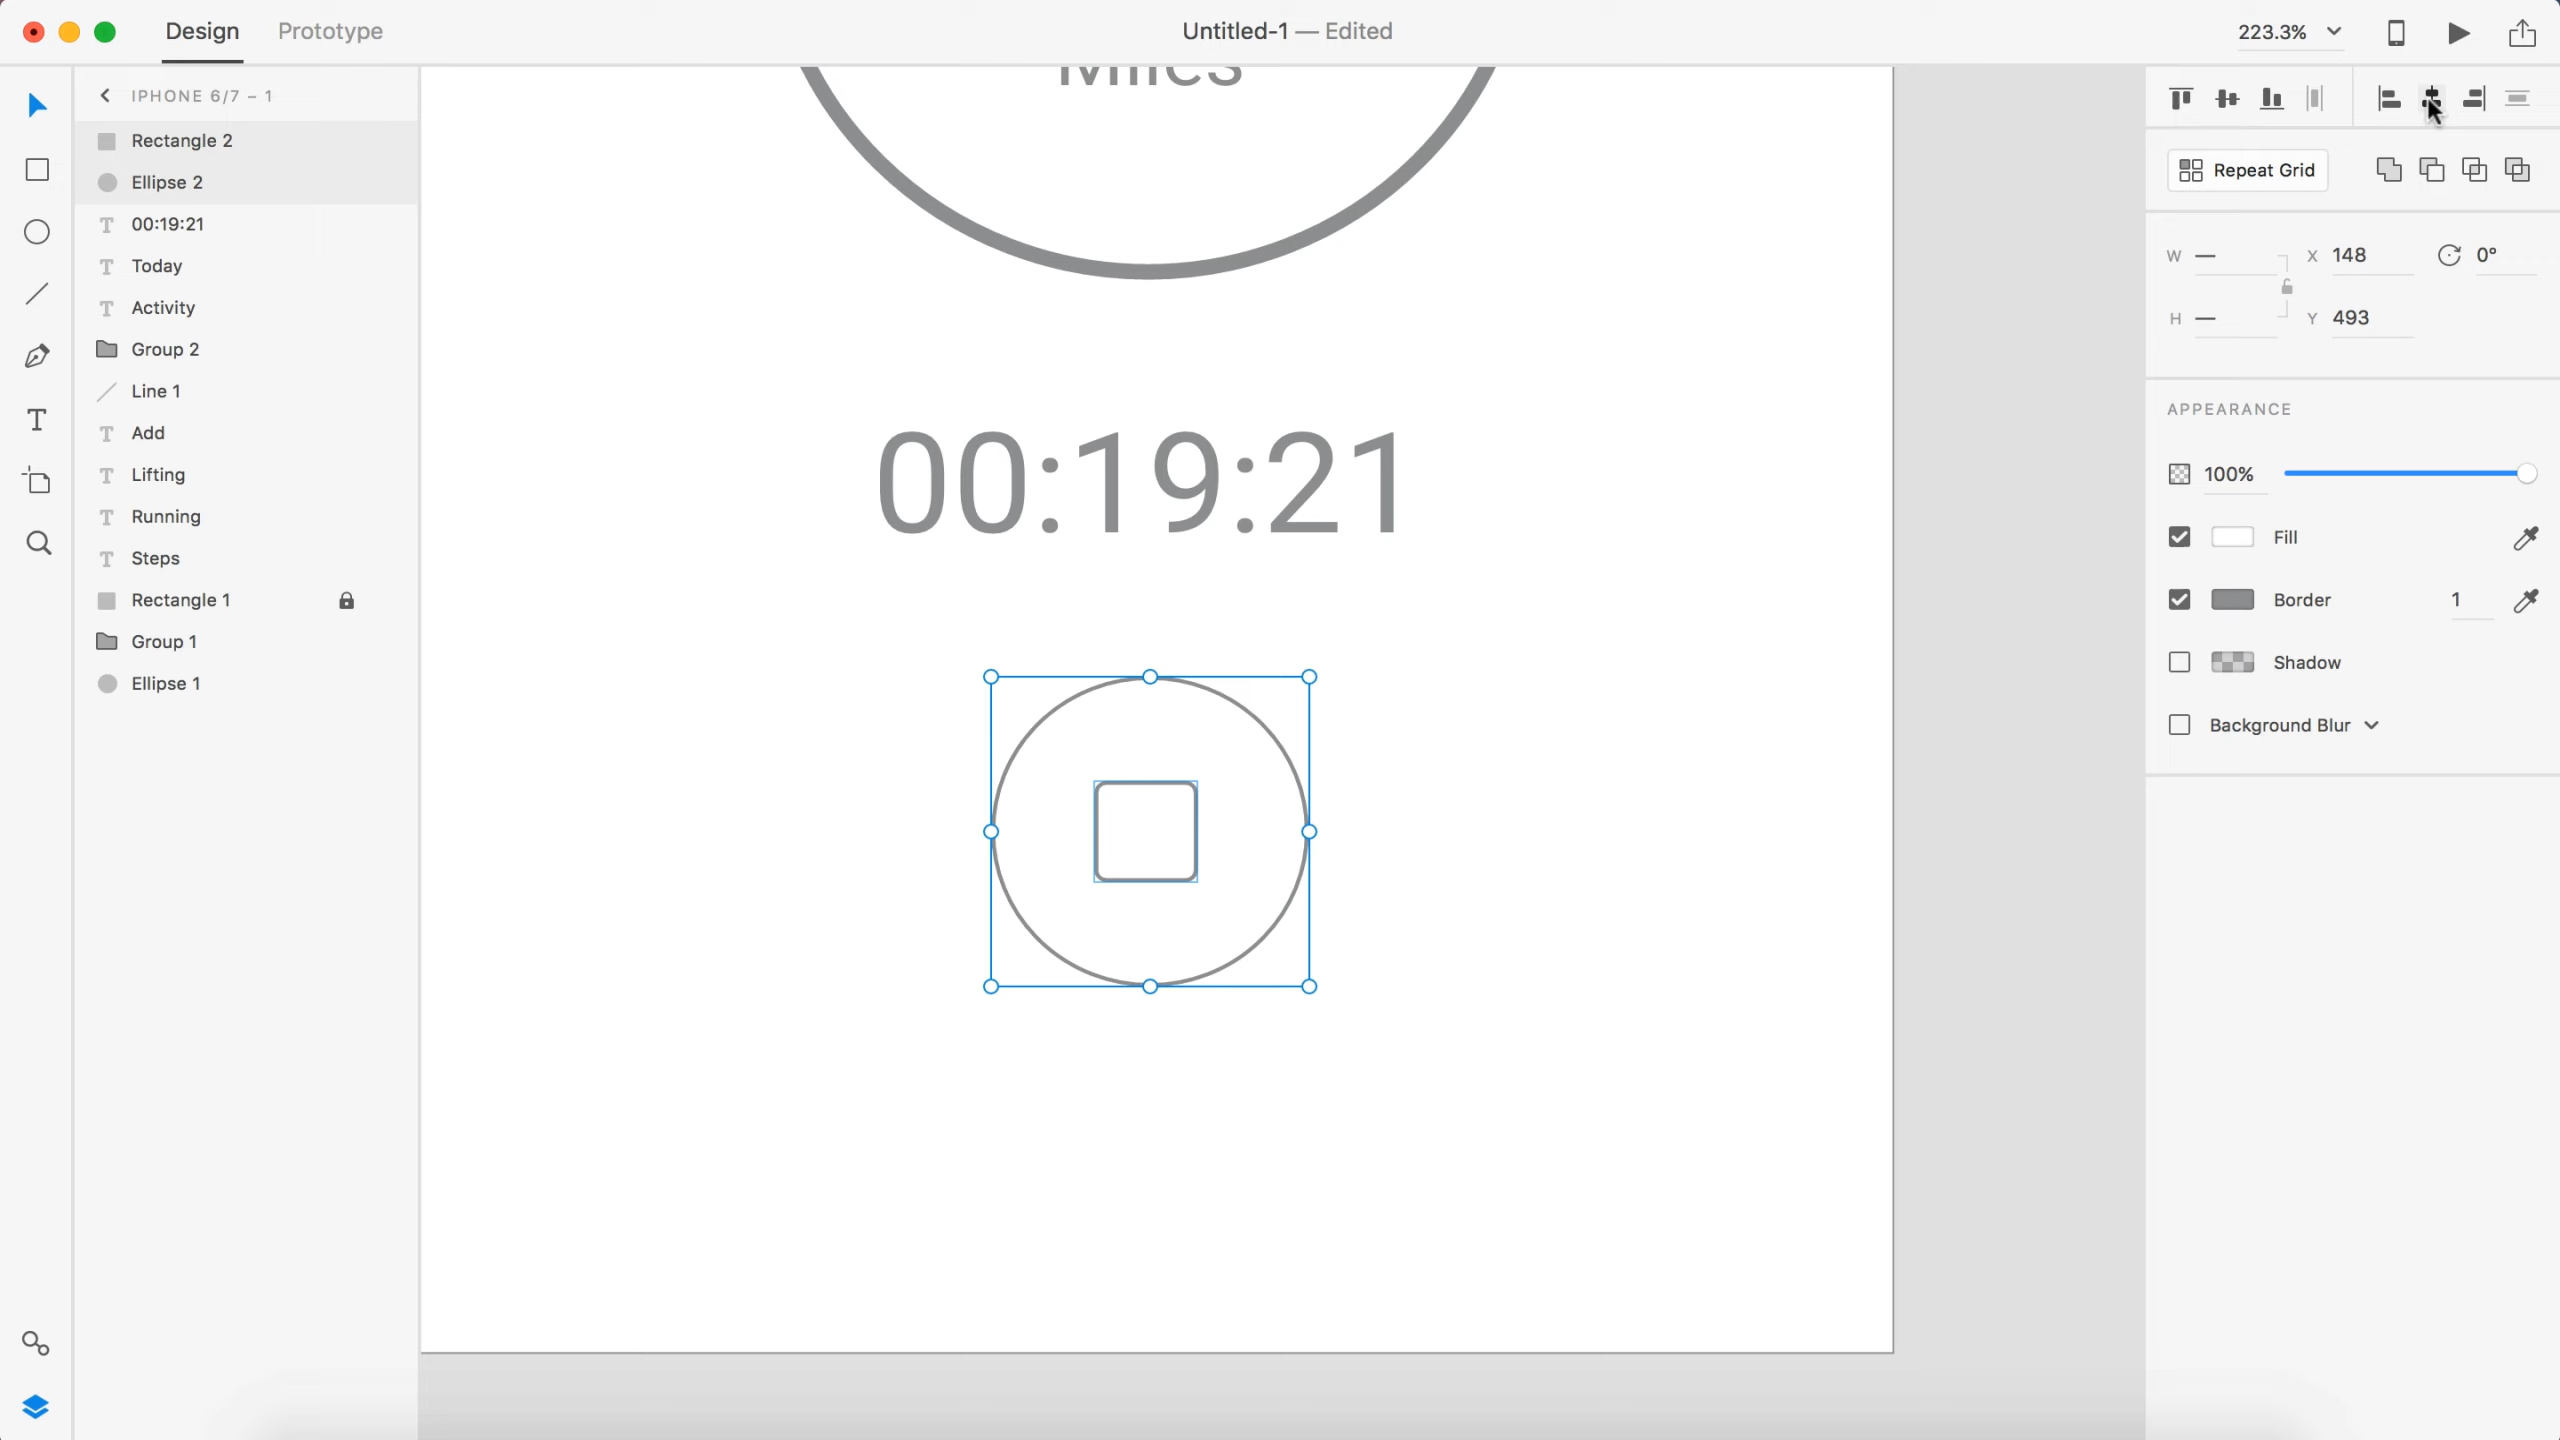 Design Prototype Untitled-1 — Edited 223.3%
IPHONE 6/7 – 1
Rectangle 2
Ellipse 2
00:19:21
Today
Activity
Group 2
Line 1
Add
Lifting
Running
Steps
Rectangle 1
Group 1
Ellipse 1
Miles
00:19:21
Repeat Grid
W — X 148 0°
H — Y 493
APPEARANCE
100%
Fill
Border 1
Shadow
Background Blur